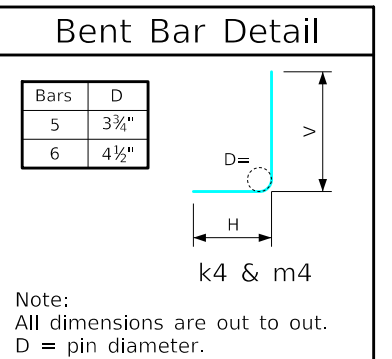 Bent Bar Detail
Bars D
5 3¾"
6 4½"
D=
V
H
k4 & m4
Note:
All dimensions are out to out.
D = pin diameter.